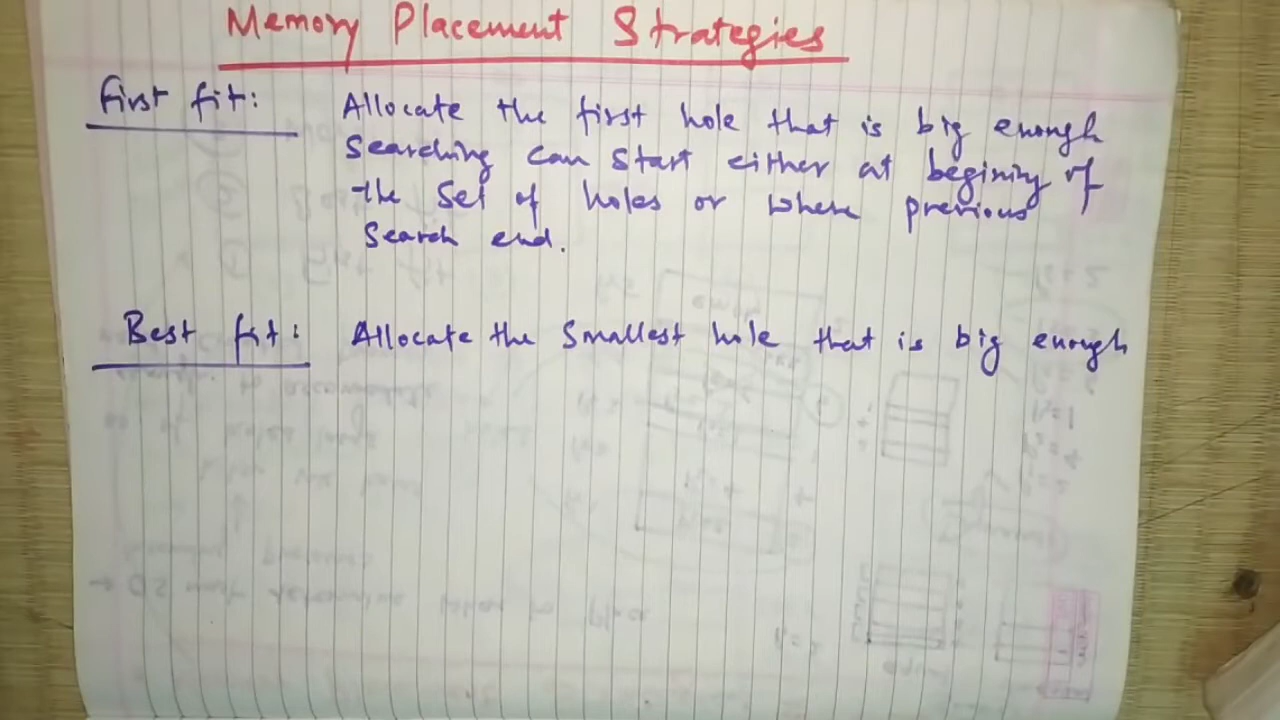 Memory Placement Strategies
First fit: Allocate the first hole that is big enough
Searching can start either at begining of
the set of holes or where previous
Search end.
Best fit: Allocate the smallest hole that is big enough